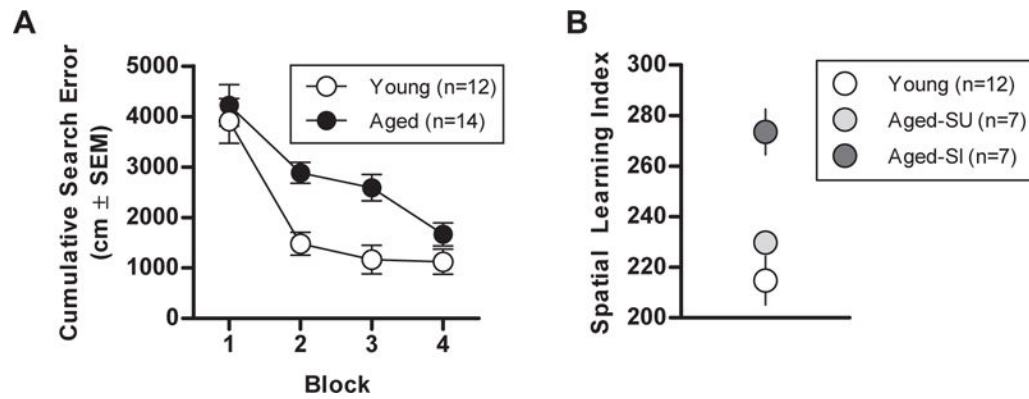 A
Cumulative Search Error
(cm ± SEM)
5000
4000
3000
2000
1000
0
Young (n=12)
Aged (n=14)
1 2 3 4
Block
B
Spatial Learning Index
300
280
260
240
220
200
Young (n=12)
Aged-SU (n=7)
Aged-SI (n=7)